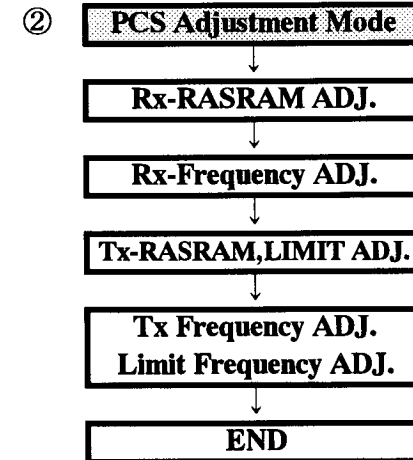 ② PCS Adjustment Mode
Rx-RASRAM ADJ.
Rx-Frequency ADJ.
Tx-RASRAM,LIMIT ADJ.
Tx Frequency ADJ.
Limit Frequency ADJ.
END